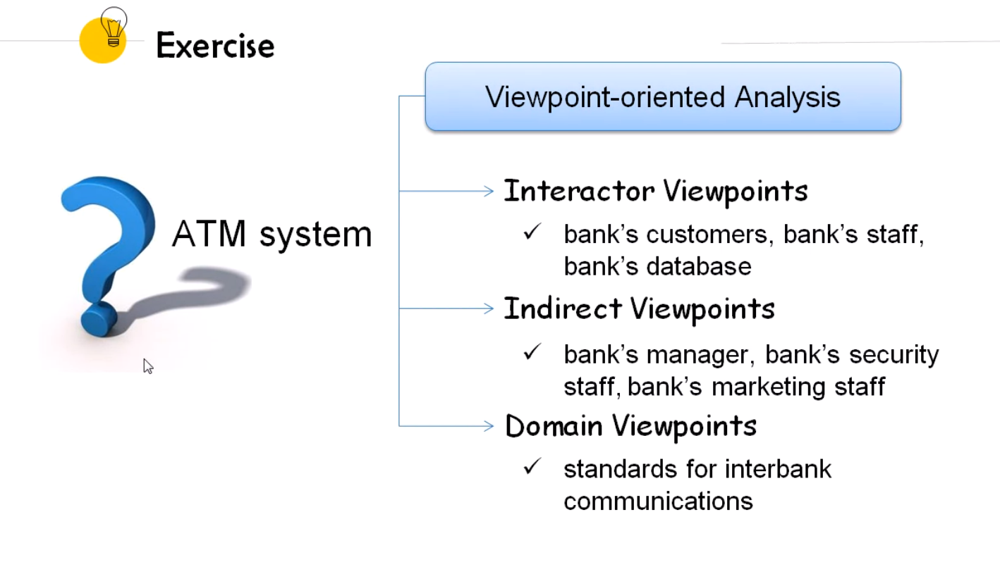 Exercise
Viewpoint-oriented Analysis
ATM system
Interactor Viewpoints
✓ bank’s customers, bank’s staff,
bank’s database
Indirect Viewpoints
✓ bank’s manager, bank’s security
staff, bank’s marketing staff
Domain Viewpoints
✓ standards for interbank
communications